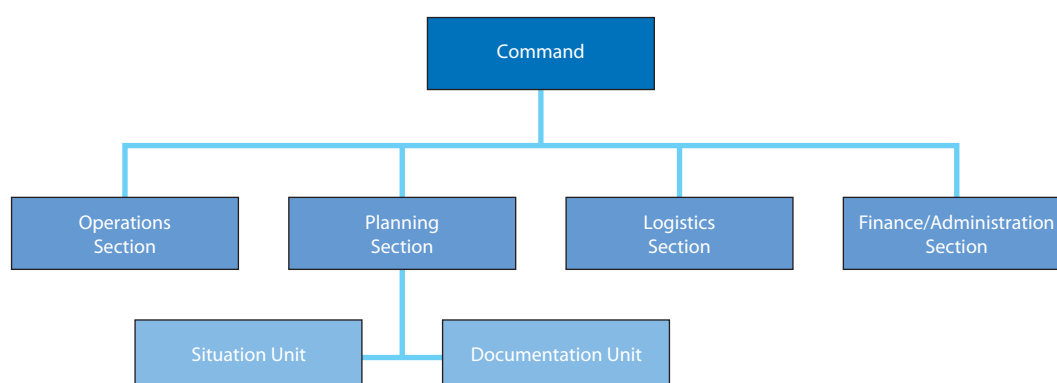 Command
Operations
Section
Planning
Section
Logistics
Section
Finance/Administration
Section
Situation Unit
Documentation Unit